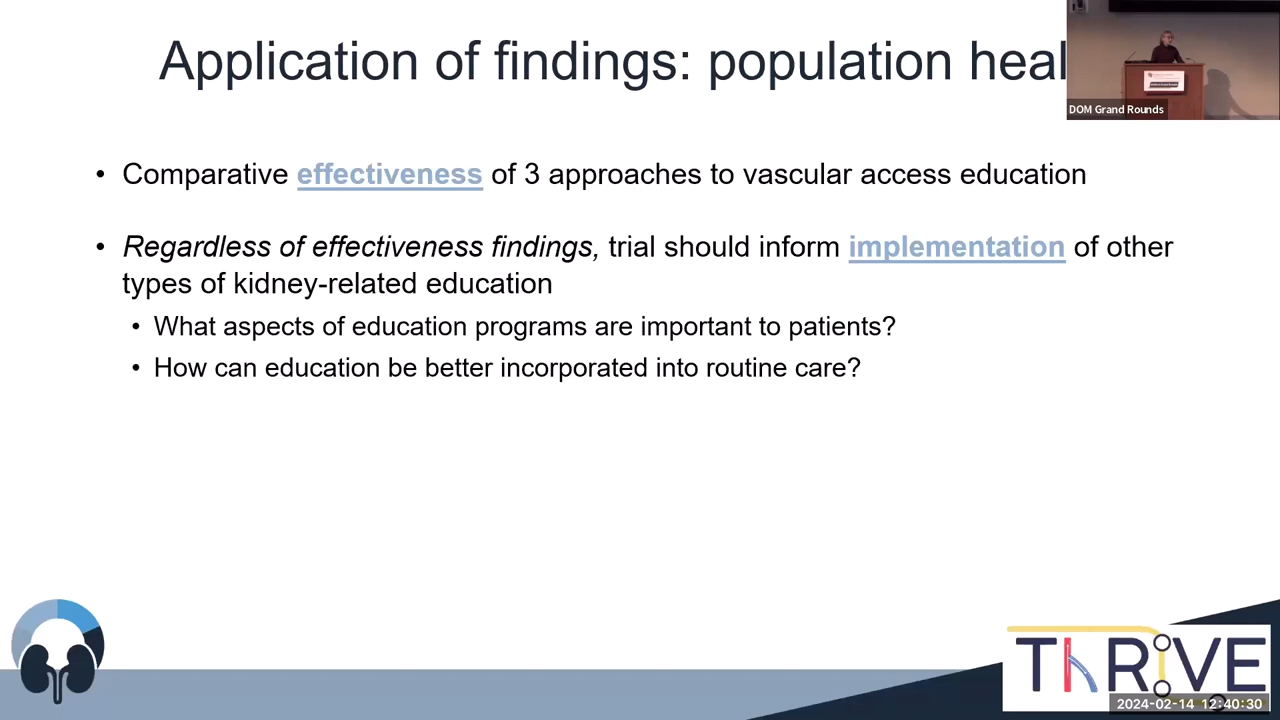 Application of findings: population heal
DOM Grand Rounds
• Comparative effectiveness of 3 approaches to vascular access education
• Regardless of effectiveness findings, trial should inform implementation of other
types of kidney-related education
• What aspects of education programs are important to patients?
• How can education be better incorporated into routine care?
ThRiVE
2024-02-14 12:40:30